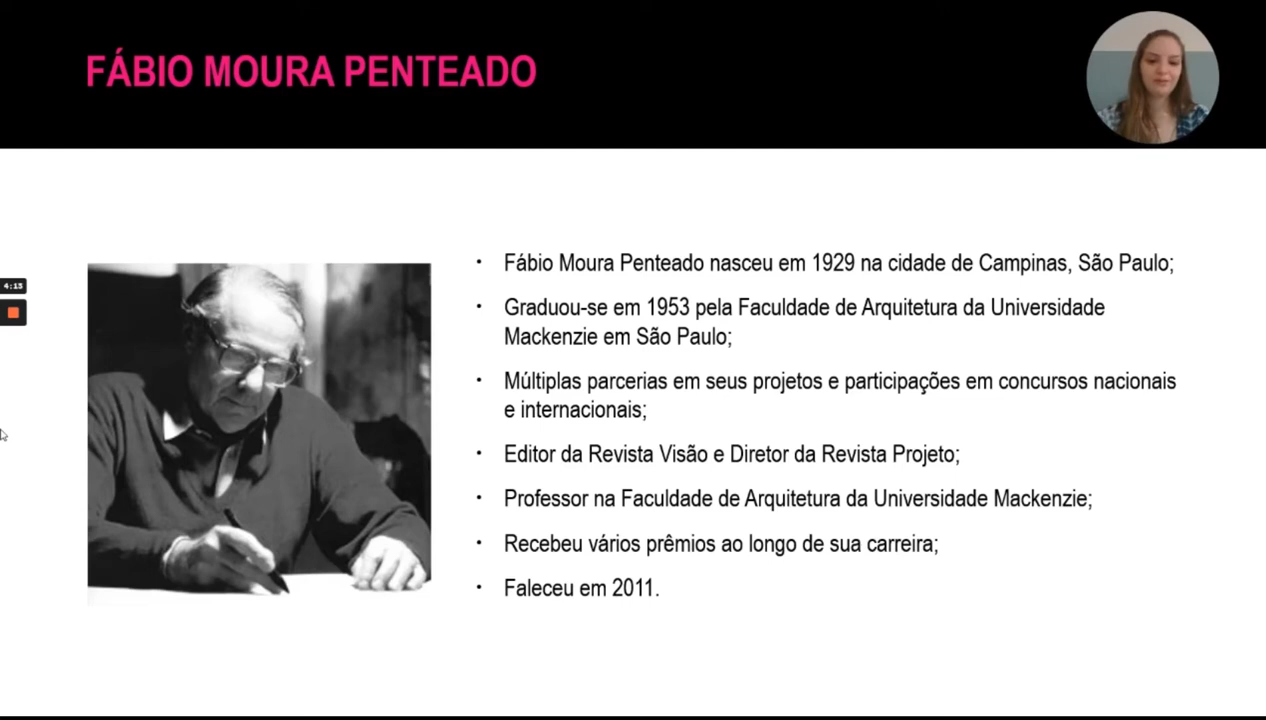 FÁBIO MOURA PENTEADO
4:15
• Fábio Moura Penteado nasceu em 1929 na cidade de Campinas, São Paulo;
• Graduou-se em 1953 pela Faculdade de Arquitetura da Universidade
Mackenzie em São Paulo;
• Múltiplas parcerias em seus projetos e participações em concursos nacionais
e internacionais;
• Editor da Revista Visão e Diretor da Revista Projeto;
• Professor na Faculdade de Arquitetura da Universidade Mackenzie;
• Recebeu vários prêmios ao longo de sua carreira;
• Faleceu em 2011.